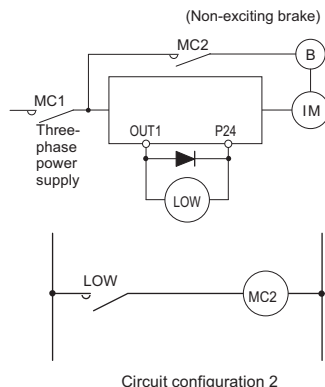 (Non-exciting brake)
MC2
B
MC1
IM
Three-
phase
power
supply
OUT1
P24
LOW
LOW
MC2
Circuit configuration 2